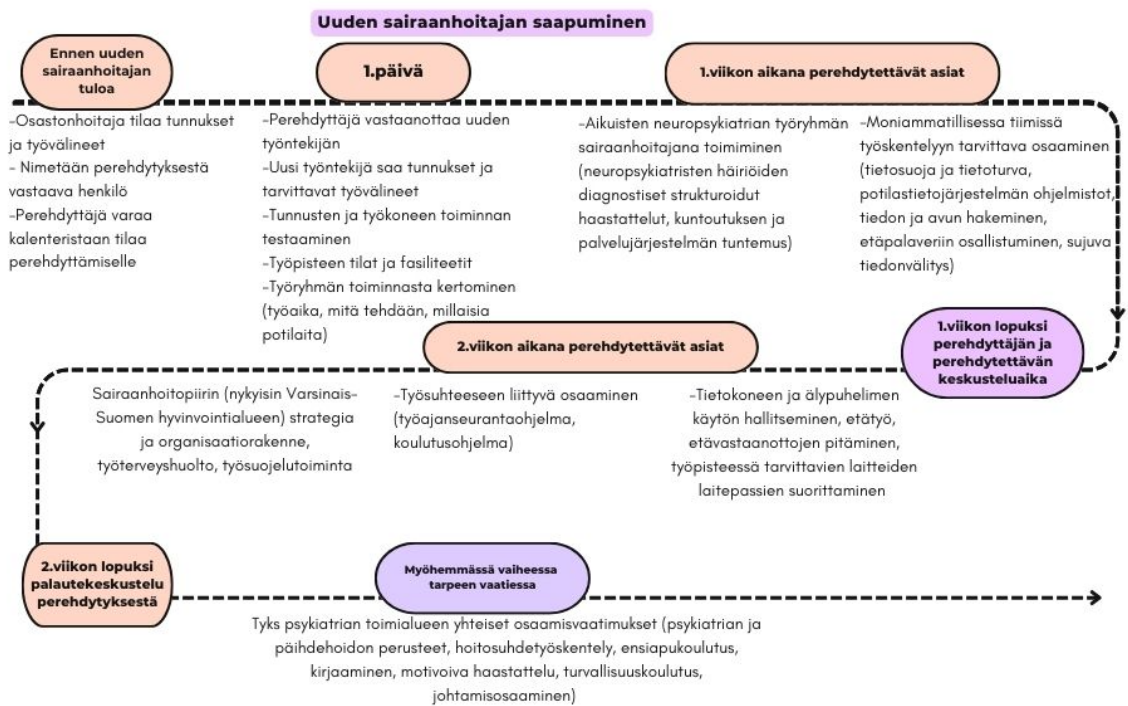 Uuden sairaanhoitajan saapuminen
Ennen uuden
sairaanhoitajan
tuloa
-Osastonhoitaja tilaa tunnukset
ja työvälineet
- Nimetään perehdytyksestä
vastaava henkilö
-Perehdyttäjä varaa
kalenteristaan tilaa
perehdyttämiselle
1.päivä
-Perehdyttäjä vastaanottaa uuden
työntekijän
-Uusi työntekijä saa tunnukset ja
tarvittavat työvälineet
-Tunnusten ja työkoneen toiminnan
testaaminen
-Työpisteen tilat ja fasiliteetit
-Työryhmän toiminnasta kertominen
(työaika, mitä tehdään, millaisia
potilaita)
1.viikon aikana perehdytettävät asiat
-Aikuisten neuropsykiatrian työryhmän
sairaanhoitajana toimiminen
(neuropsykiatristen häiriöiden
diagnostiset strukturoidut
haastattelut, kuntoutuksen ja
palvelujärjestelmän tuntemus)
-Moniammatillisessa tiimissä
työskentelyyn tarvittava osaaminen
(tietosuoja ja tietoturva,
potilastietojärjestelmän ohjelmistot,
tiedon ja avun hakeminen,
etäpalaveriin osallistuminen, sujuva
tiedonvälitys)
1.viikon lopuksi
perehdyttäjän ja
perehdytettävän
keskusteluaika
2.viikon aikana perehdytettävät asiat
-Tietokoneen ja älypuhelimen
käytön hallitseminen, etätyö,
etävastaanottojen pitäminen,
työpisteessä tarvittavien laitteiden
laitepassien suorittaminen
-Työsuhteeseen liittyvä osaaminen
(työajanseurantaohjelma,
koulutusohjelma)
Sairaanhoitopiirin (nykyisin Varsinais-
Suomen hyvinvointialueen) strategia
ja organisaatiorakenne,
työterveyshuolto, työsuojelutoiminta
2.viikon lopuksi
palautekeskustelu
perehdytyksestä
Myöhemmässä vaiheessa
tarpeen vaatiessa
Tyks psykiatrian toimialueen yhteiset osaamisvaatimukset (psykiatrian ja
päihdehoidon perusteet, hoitosuhdetyöskentely, ensiapukoulutus,
kirjaaminen, motivoiva haastattelu, turvallisuuskoulutus,
johtamisosaaminen)